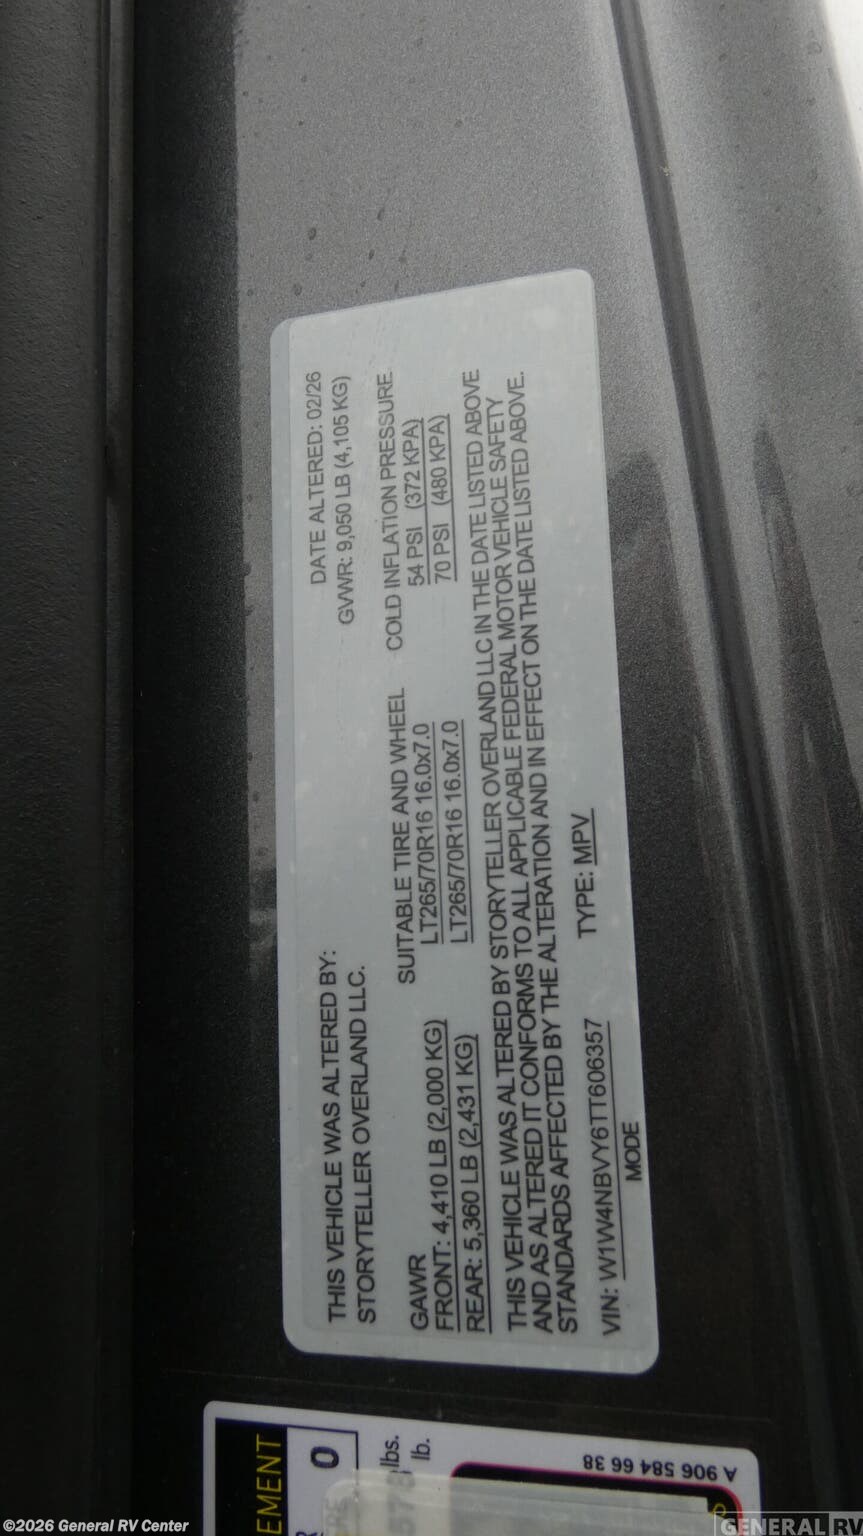 THIS VEHICLE WAS ALTERED BY: DATE ALTERED: 02/26
STORYTELLER OVERLAND LLC. GVWR: 9,050 LB (4,105 KG)
GAWR SUITABLE TIRE AND WHEEL COLD INFLATION PRESSURE
FRONT: 4,410 LB (2,000 KG) LT265/70R16 16.0x7.0 54 PSI (372 KPA)
REAR: 5,360 LB (2,431 KG) LT265/70R16 16.0x7.0 70 PSI (480 KPA)
THIS VEHICLE WAS ALTERED BY STORYTELLER OVERLAND LLC IN THE DATE LISTED ABOVE
AND AS ALTERED IT CONFORMS TO ALL APPLICABLE FEDERAL MOTOR VEHICLE SAFETY
STANDARDS AFFECTED BY THE ALTERATION AND IN EFFECT ON THE DATE LISTED ABOVE.
VIN: W1W4NBVY6TT606357 TYPE: MPV
MODE
EMENT
0
lbs.
lb.
A 906 584 66 38
©2026 General RV Center
GENERAL RV